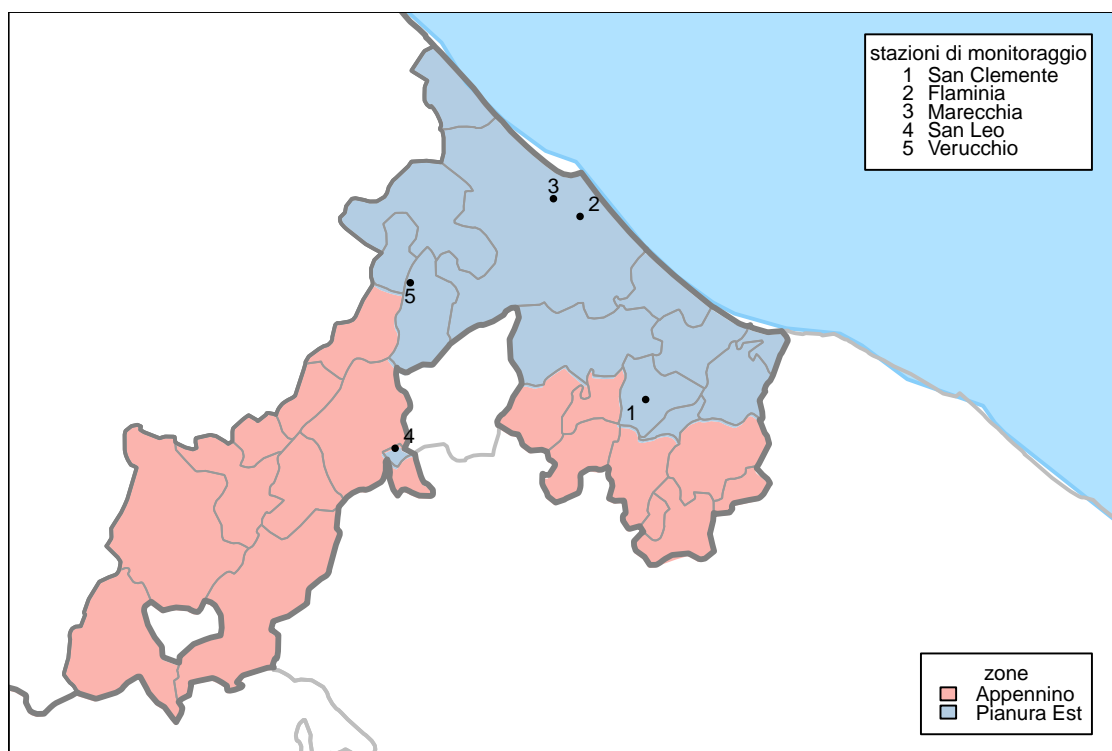 stazioni di monitoraggio
1 San Clemente
2 Flaminia
3 Marecchia
4 San Leo
5 Verucchio
3
2
5
1
4
zone
Appennino
Pianura Est